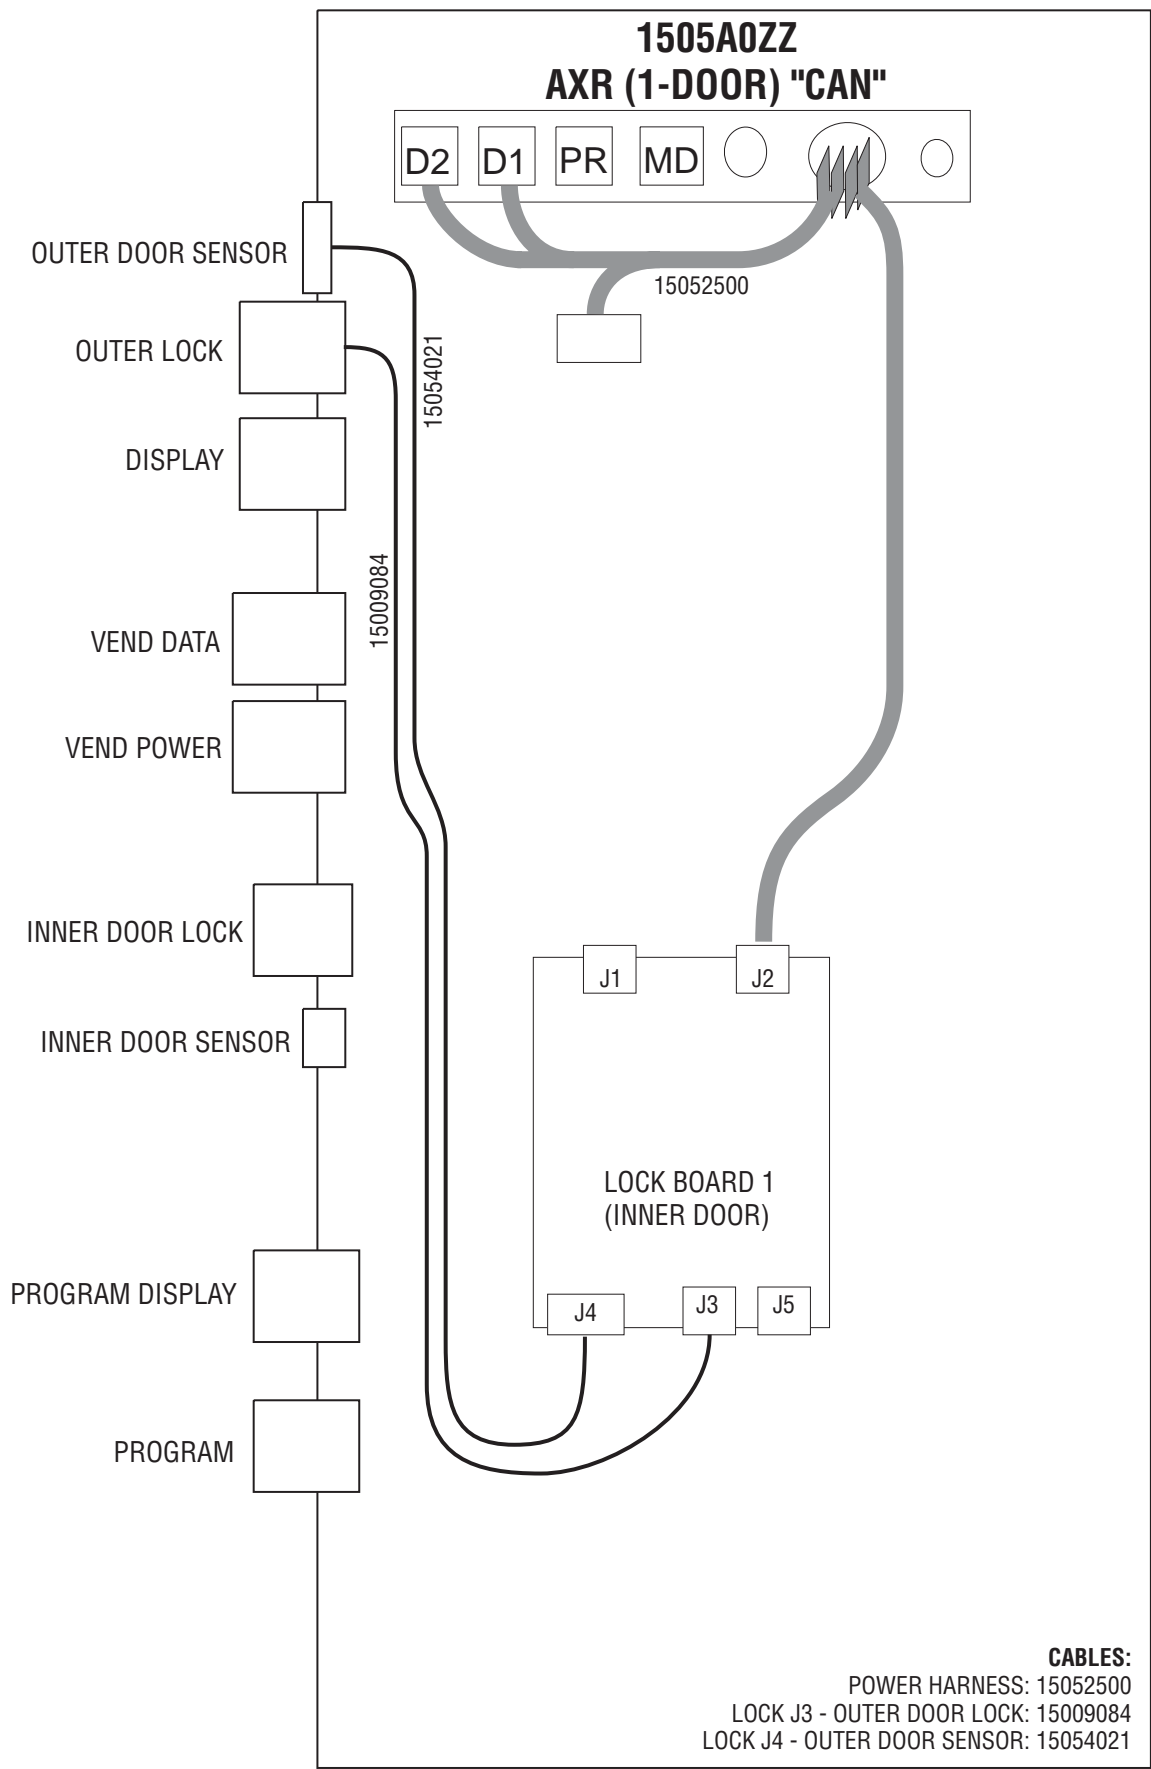 1505A0ZZ
AXR (1-DOOR) "CAN"
D2
D1
PR
MD
OUTER DOOR SENSOR
15052500
OUTER LOCK
15054021
DISPLAY
15009084
VEND DATA
VEND POWER
INNER DOOR LOCK
J1
J2
INNER DOOR SENSOR
LOCK BOARD 1
(INNER DOOR)
PROGRAM DISPLAY
J4
J3
J5
PROGRAM
CABLES:
POWER HARNESS: 15052500
LOCK J3 - OUTER DOOR LOCK: 15009084
LOCK J4 - OUTER DOOR SENSOR: 15054021